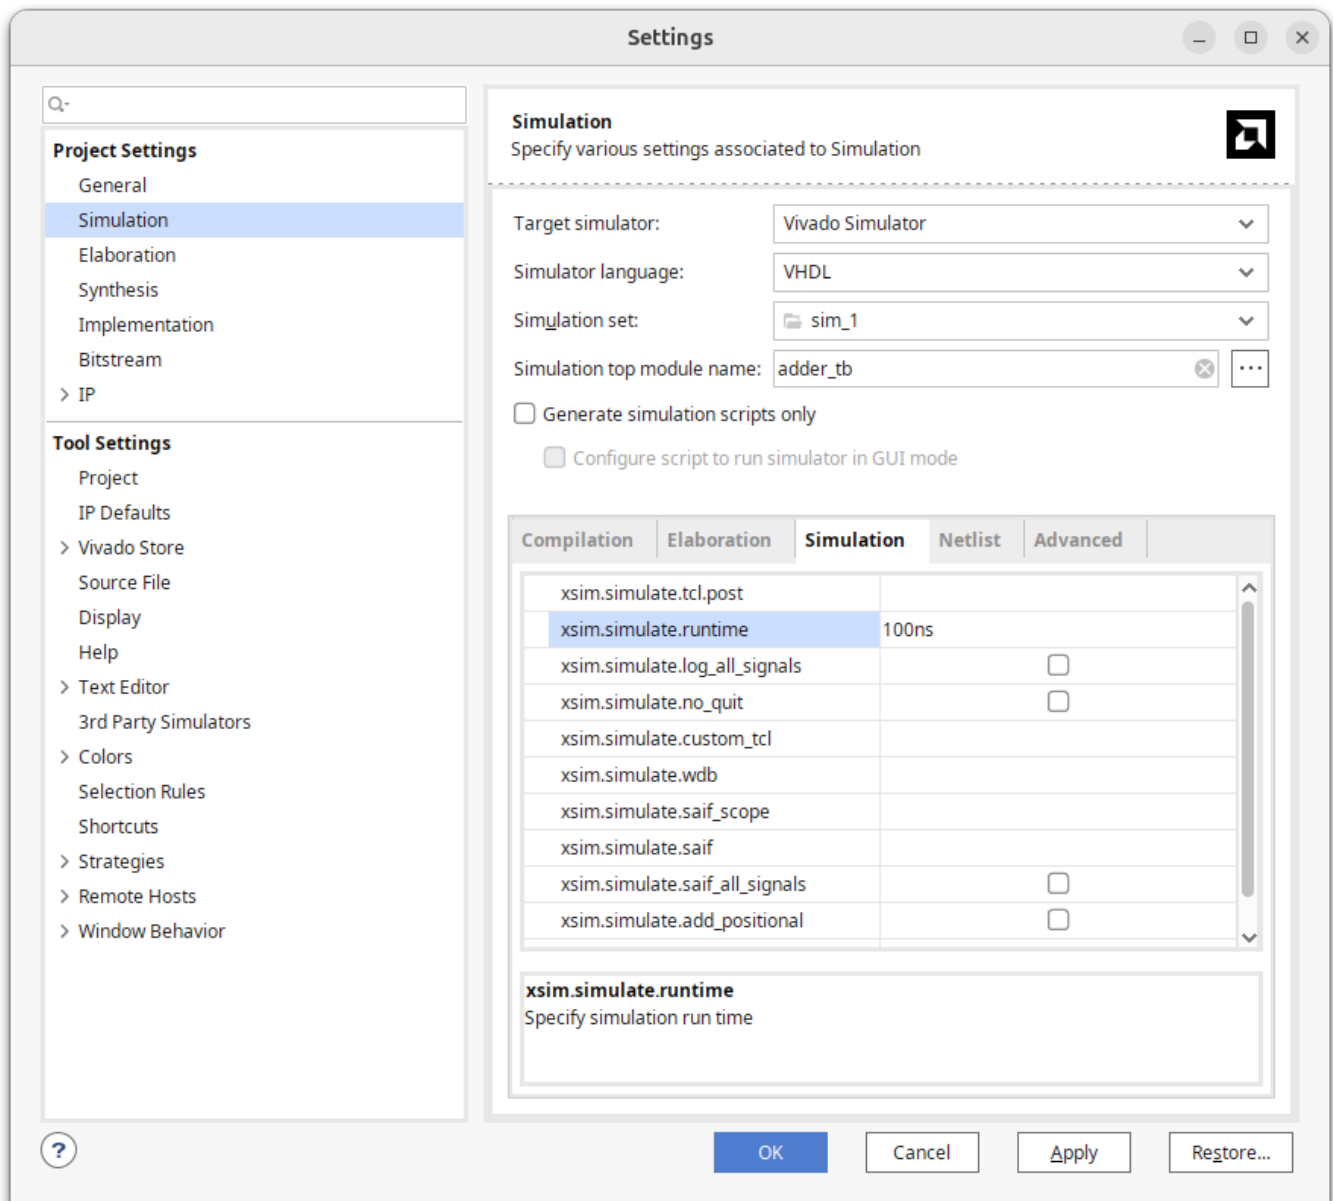 Settings
Project Settings
General
Simulation
Elaboration
Synthesis
Implementation
Bitstream
IP
Tool Settings
Project
IP Defaults
Vivado Store
Source File
Display
Help
Text Editor
3rd Party Simulators
Colors
Selection Rules
Shortcuts
Strategies
Remote Hosts
Window Behavior
Simulation
Specify various settings associated to Simulation
Target simulator: Vivado Simulator
Simulator language: VHDL
Simulation set: sim_1
Simulation top module name: adder_tb ...
Generate simulation scripts only
Configure script to run simulator in GUI mode
Compilation Elaboration Simulation Netlist Advanced
xsim.simulate.tcl.post
xsim.simulate.runtime 100ns
xsim.simulate.log_all_signals
xsim.simulate.no_quit
xsim.simulate.custom_tcl
xsim.simulate.wdb
xsim.simulate.saif_scope
xsim.simulate.saif
xsim.simulate.saif_all_signals
xsim.simulate.add_positional
xsim.simulate.runtime
Specify simulation run time
? OK Cancel Apply Restore...